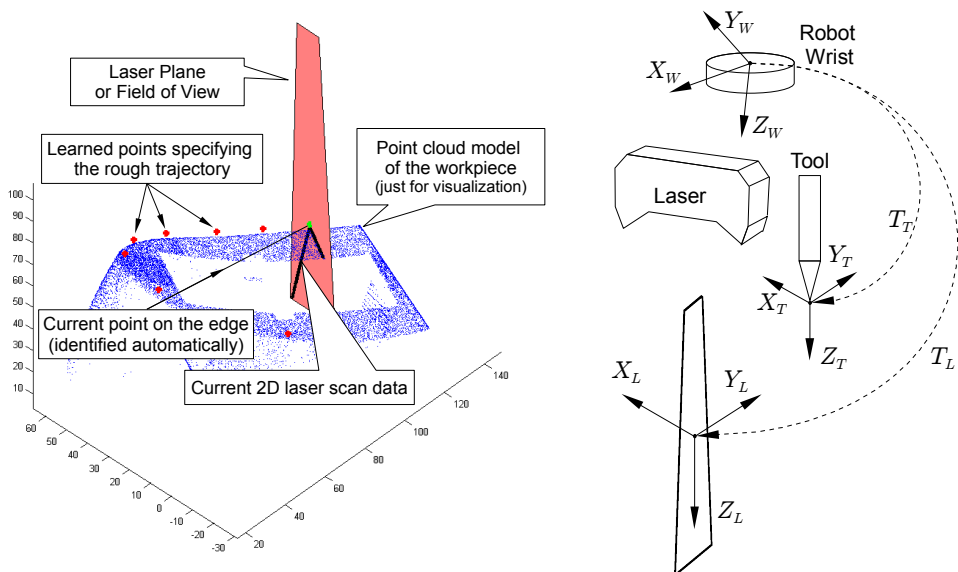 Laser Plane
or Field of View
Learned points specifying
the rough trajectory
Point cloud model
of the workpiece
(just for visualization)
Current point on the edge
(identified automatically)
Current 2D laser scan data
100
90
80
70
60
50
40
30
20
10
60
50
40
30
20
10
0
-10
-20
-30
20
40
60
80
100
120
140
Y_W
Robot
Wrist
X_W
Z_W
Laser
Tool
T_T
Y_T
X_T
Z_T
T_L
X_L
Y_L
Z_L